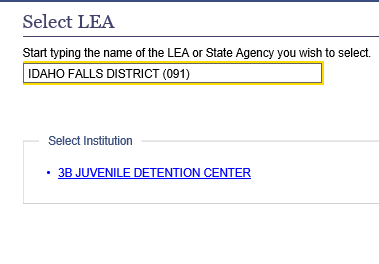 Select LEA
Start typing the name of the LEA or State Agency you wish to select.
IDAHO FALLS DISTRICT (091)
Select Institution
• 3B JUVENILE DETENTION CENTER